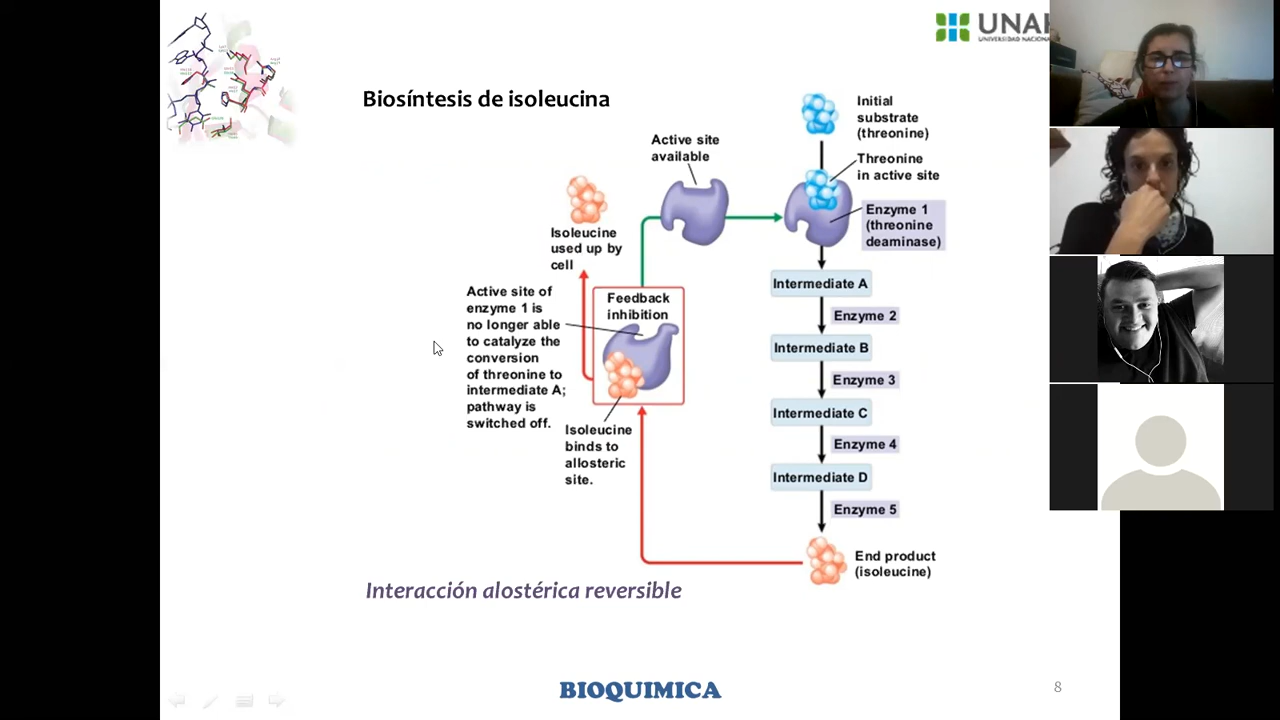 Biosíntesis de isoleucina
Initial
substrate
(threonine)
Threonine
in active site
Active site
available
Enzyme 1
(threonine
deaminase)
Isoleucine
used up by
cell
Intermediate A
Enzyme 2
Intermediate B
Enzyme 3
Intermediate C
Enzyme 4
Intermediate D
Enzyme 5
End product
(isoleucine)
Feedback
inhibition
Active site of
enzyme 1 is
no longer able
to catalyze the
conversion
of threonine to
intermediate A;
pathway is
switched off.
Isoleucine
binds to
allosteric
site.
Interacción alostérica reversible
BIOQUIMICA
8
UNIVERSIDAD NACIONAL